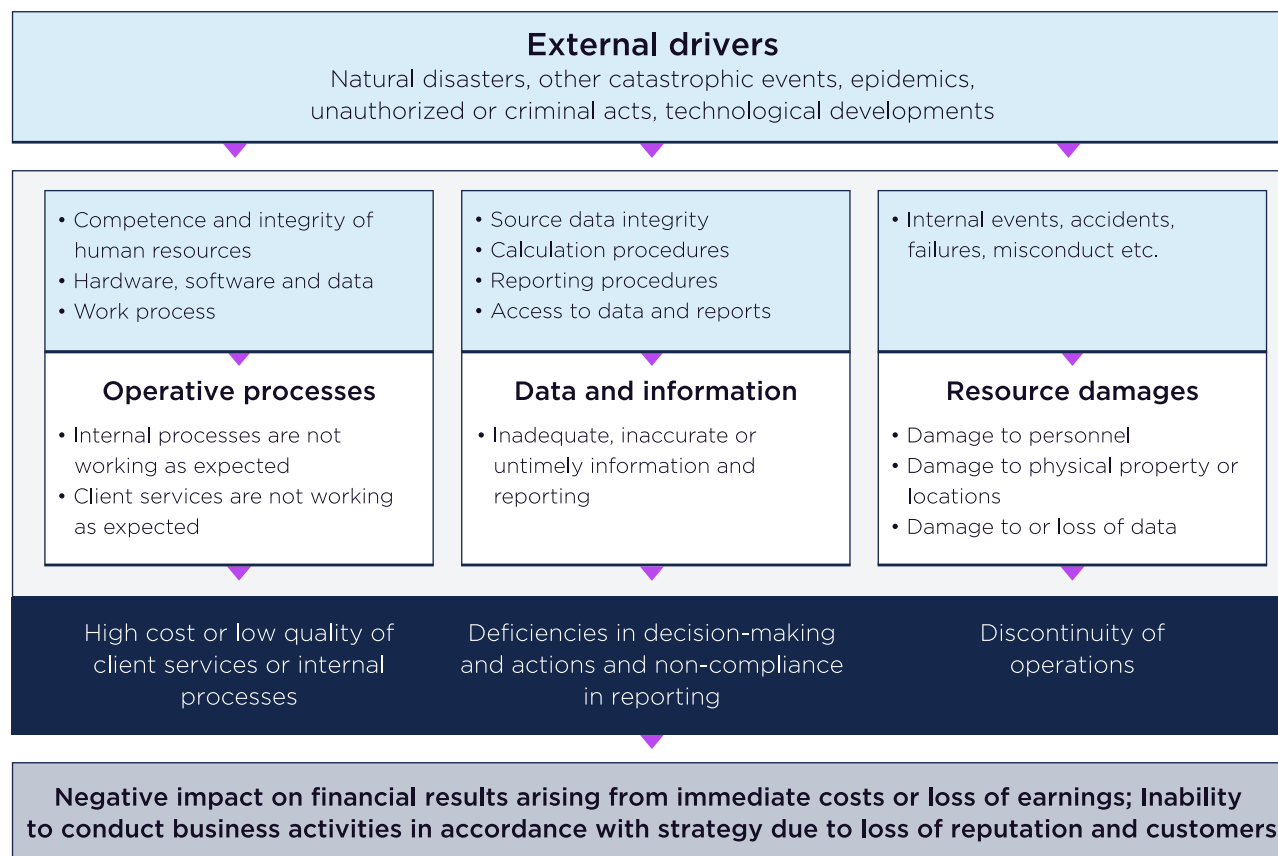 External drivers
Natural disasters, other catastrophic events, epidemics,
unauthorized or criminal acts, technological developments
• Competence and integrity of
human resources
• Hardware, software and data
• Work process
Operative processes
• Internal processes are not
working as expected
• Client services are not working
as expected
• Source data integrity
• Calculation procedures
• Reporting procedures
• Access to data and reports
Data and information
• Inadequate, inaccurate or
untimely information and
reporting
• Internal events, accidents,
failures, misconduct etc.
Resource damages
• Damage to personnel
• Damage to physical property or
locations
• Damage to or loss of data
High cost or low quality of
client services or internal
processes
Deficiencies in decision-making
and actions and non-compliance
in reporting
Discontinuity of
operations
Negative impact on financial results arising from immediate costs or loss of earnings; Inability
to conduct business activities in accordance with strategy due to loss of reputation and customers